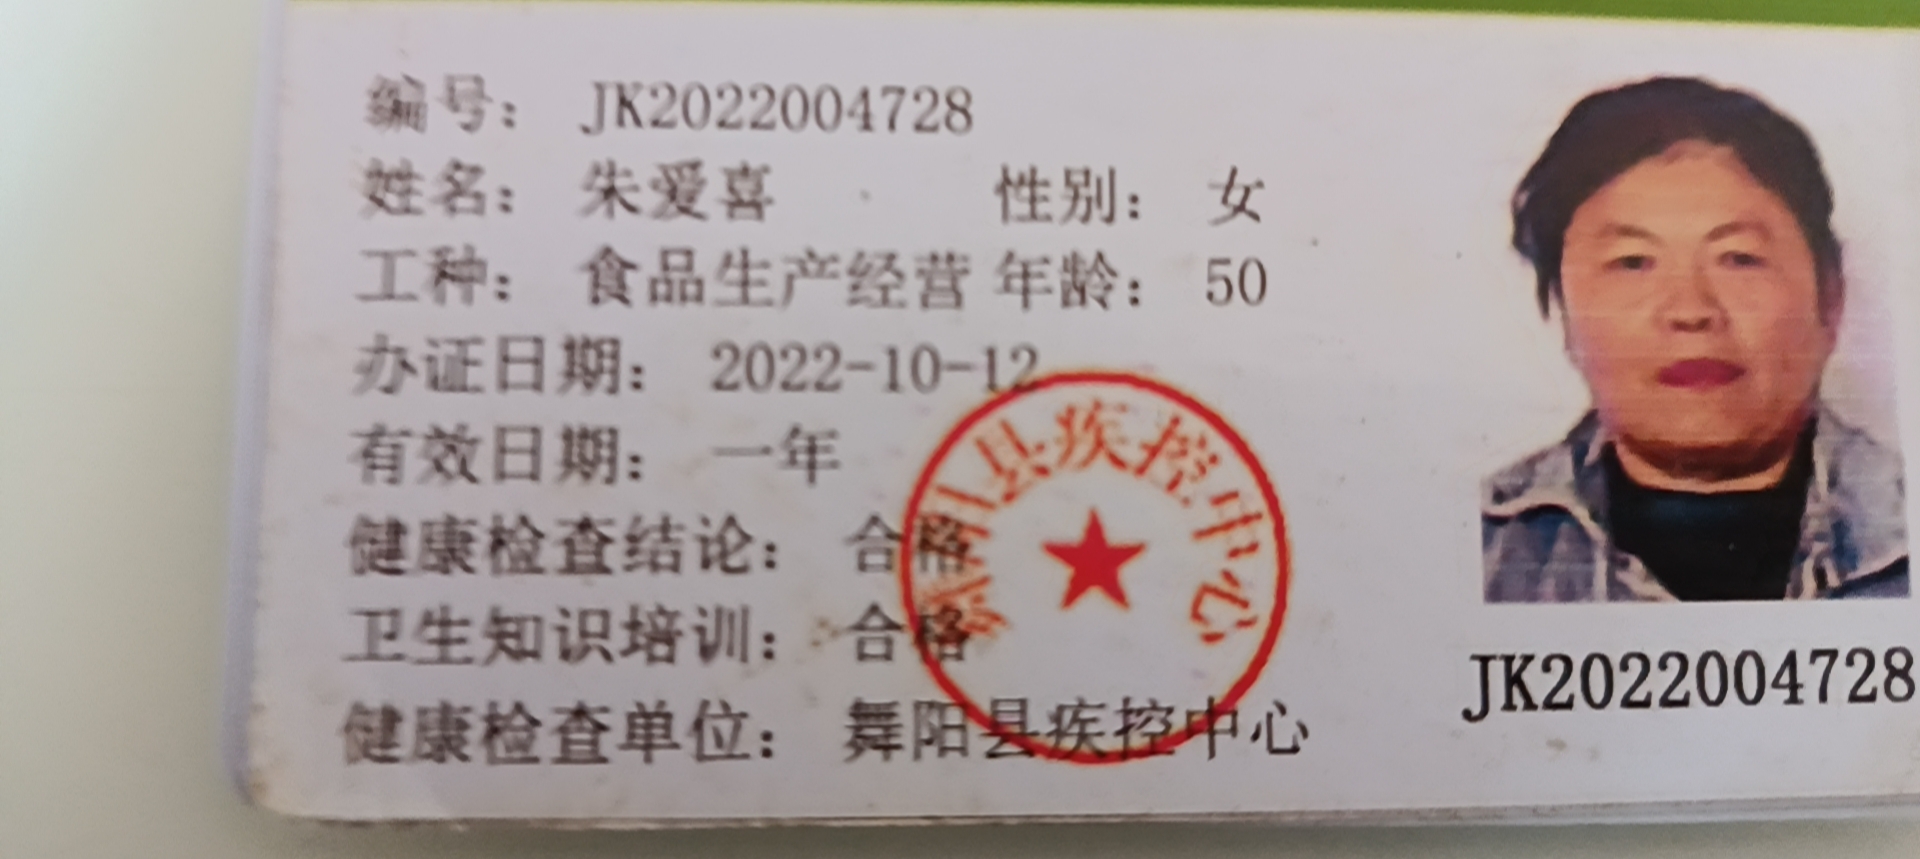 编号： JK2022004728
姓名： 朱爱喜 性别： 女
工种： 食品生产经营 年龄： 50
办证日期： 2022-10-12
有效日期： 一年
健康检查结论： 合格
卫生知识培训： 合格
健康检查单位： 舞阳县疾控中心
舞阳县疾控中心
JK2022004728